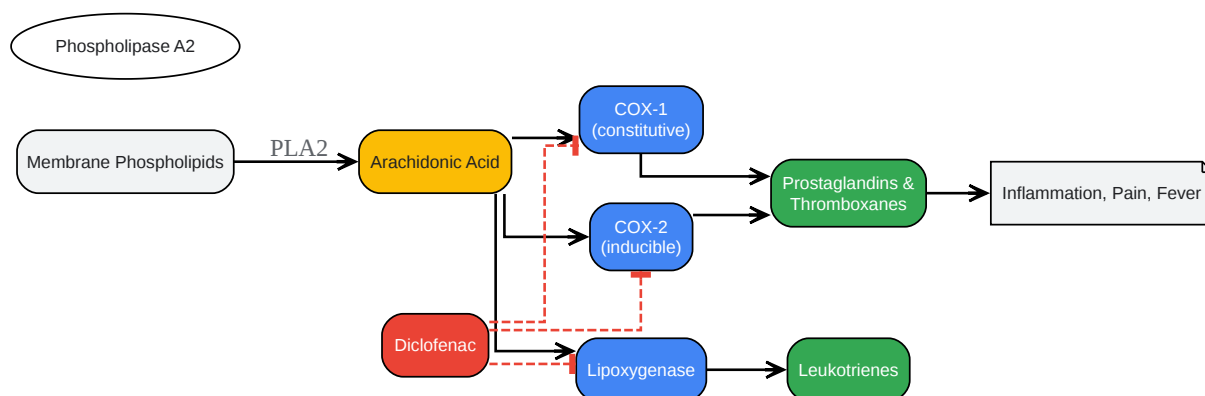 Phospholipase A2
Membrane Phospholipids
PLA2
Arachidonic Acid
COX-1
(constitutive)
COX-2
(inducible)
Prostaglandins &
Thromboxanes
Inflammation, Pain, Fever
Diclofenac
Lipoxygenase
Leukotrienes